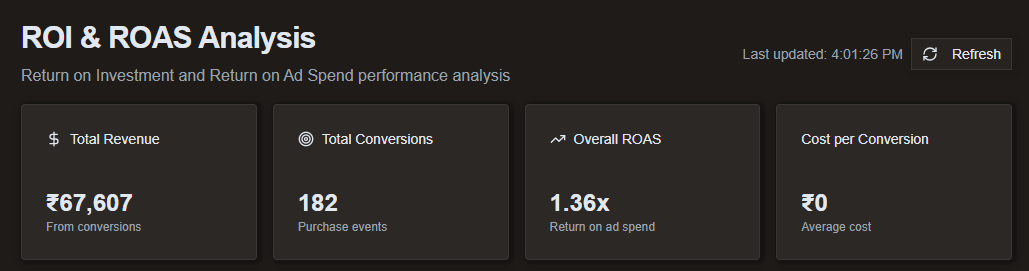 ROI & ROAS Analysis
Return on Investment and Return on Ad Spend performance analysis
Last updated: 4:01:26 PM
Refresh
Total Revenue
₹67,607
From conversions
Total Conversions
182
Purchase events
Overall ROAS
1.36x
Return on ad spend
Cost per Conversion
₹0
Average cost